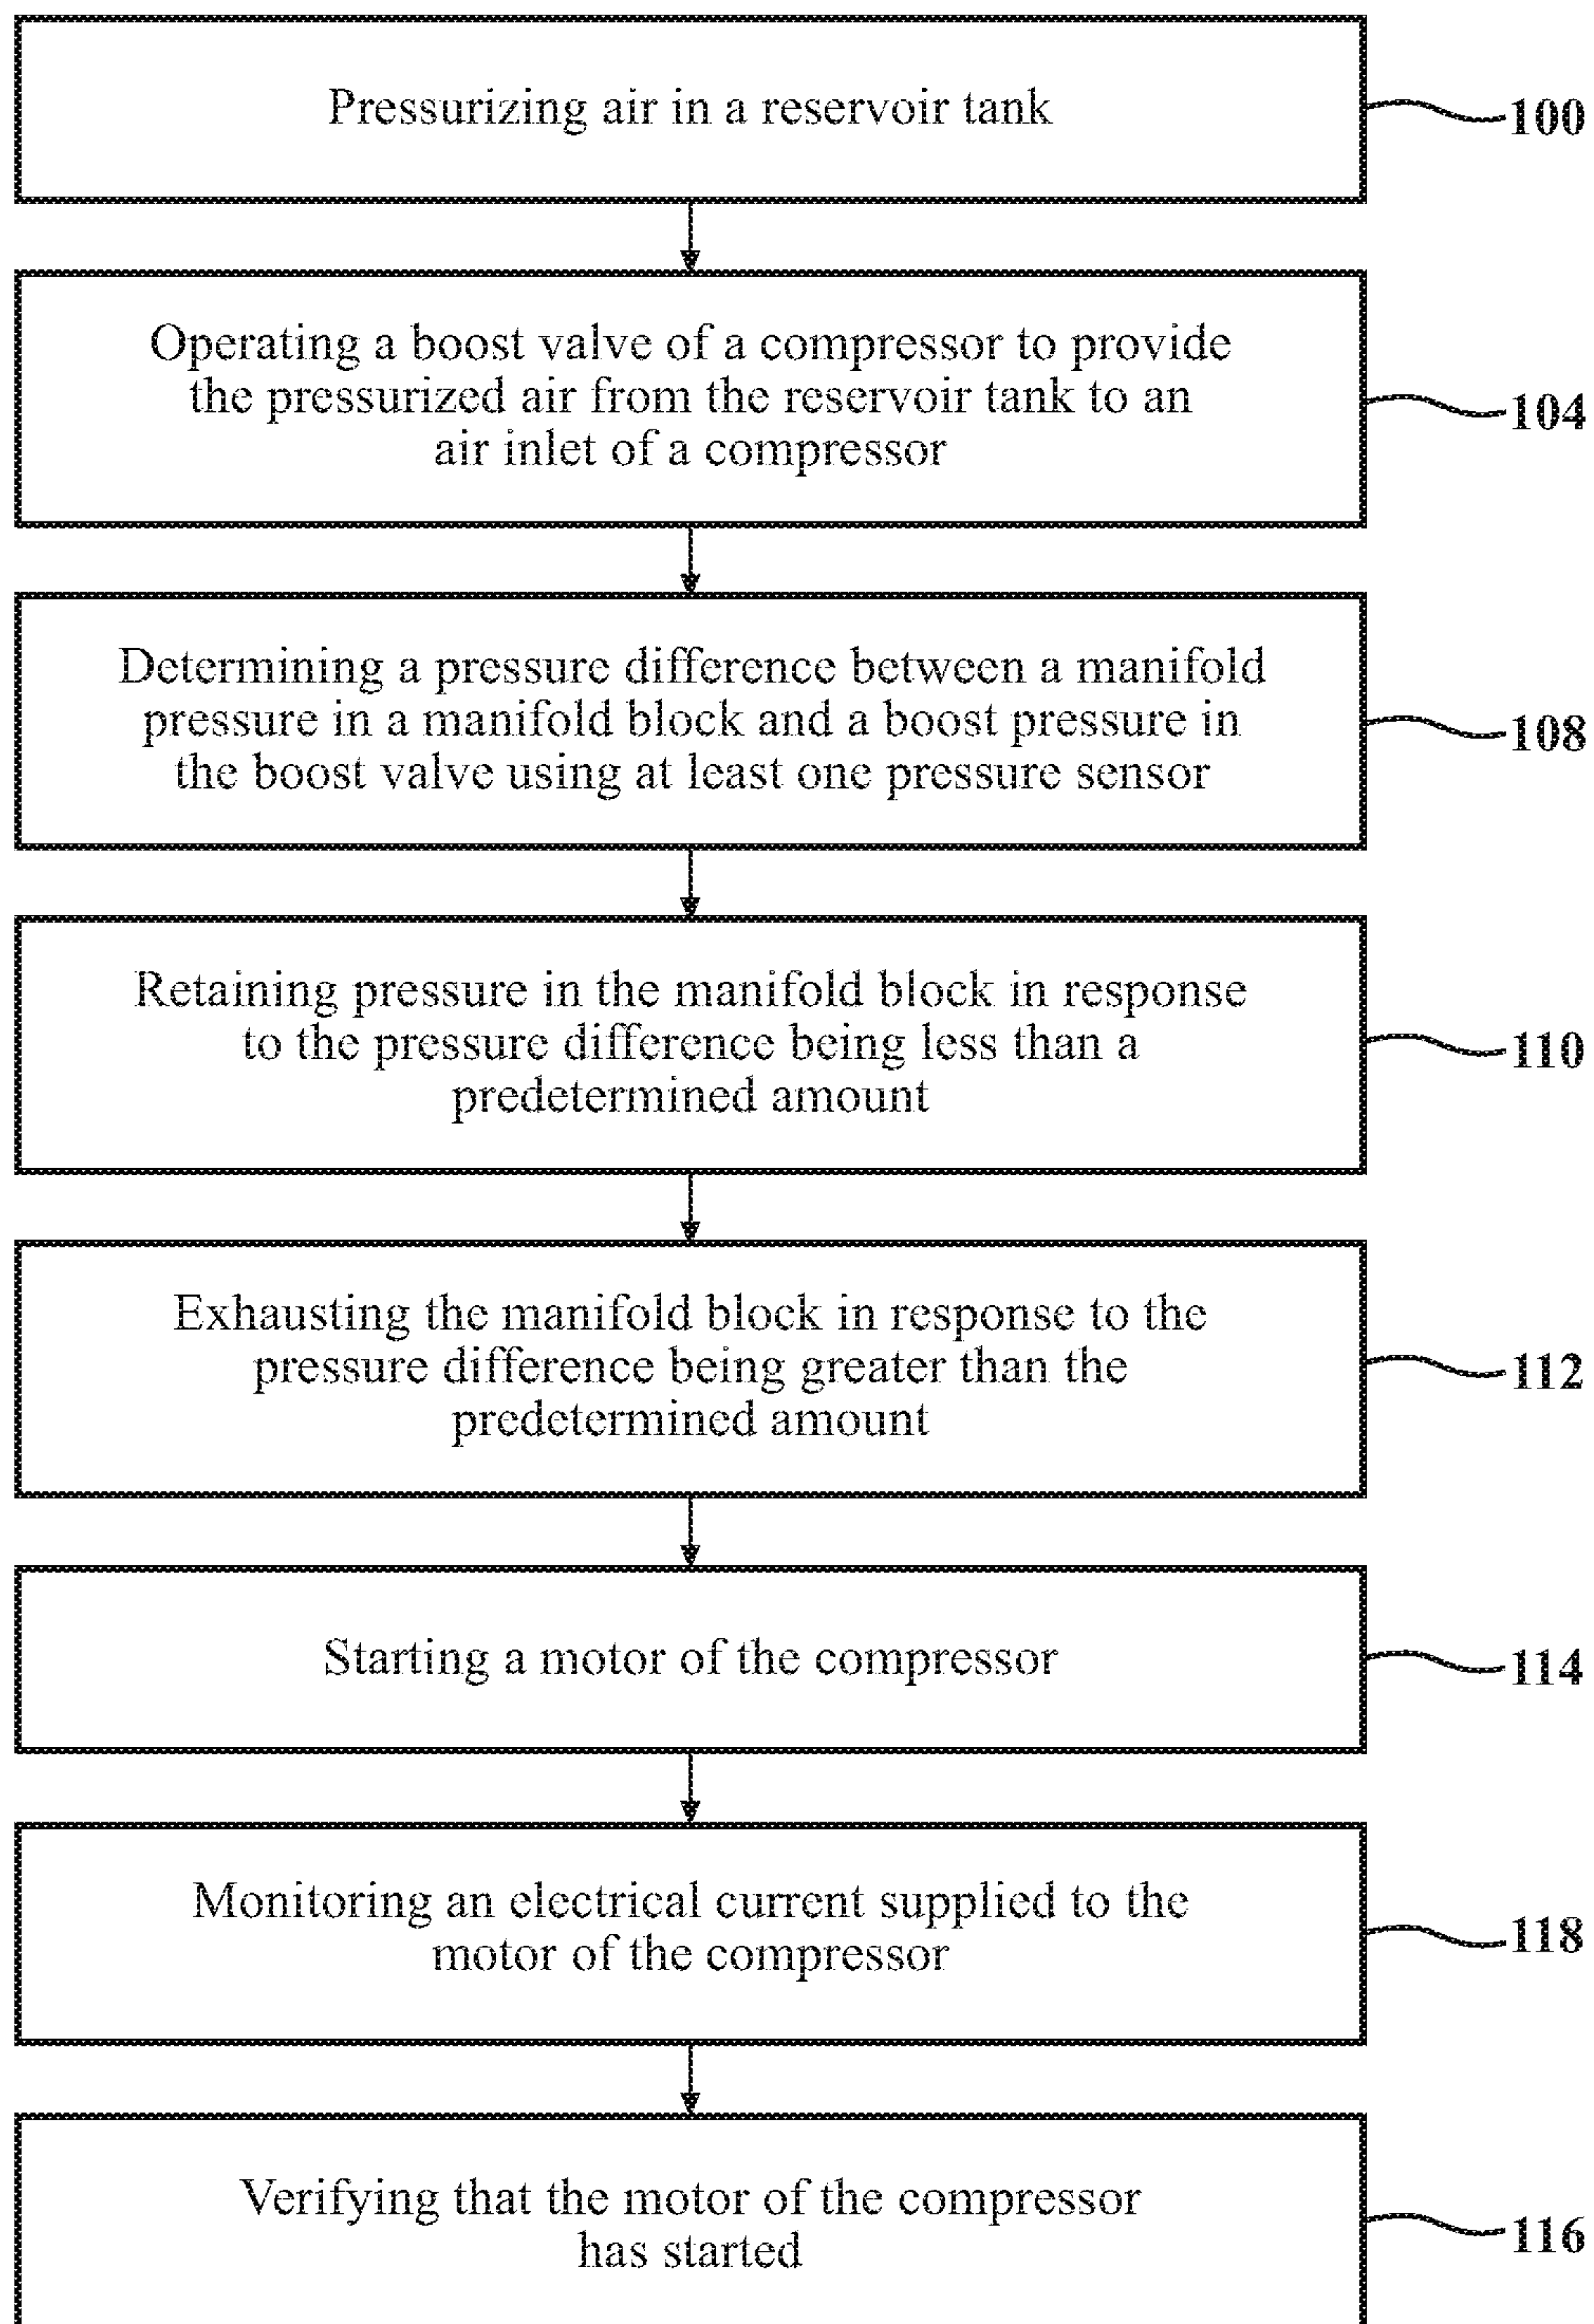 Pressurizing air in a reservoir tank
100
Operating a boost valve of a compressor to provide
the pressurized air from the reservoir tank to an
air inlet of a compressor
104
Determining a pressure difference between a manifold
pressure in a manifold block and a boost pressure in
the boost valve using at least one pressure sensor
108
Retaining pressure in the manifold block in response
to the pressure difference being less than a
predetermined amount
110
Exhausting the manifold block in response to the
pressure difference being greater than the
predetermined amount
112
Starting a motor of the compressor
114
Monitoring an electrical current supplied to the
motor of the compressor
118
Verifying that the motor of the compressor
has started
116